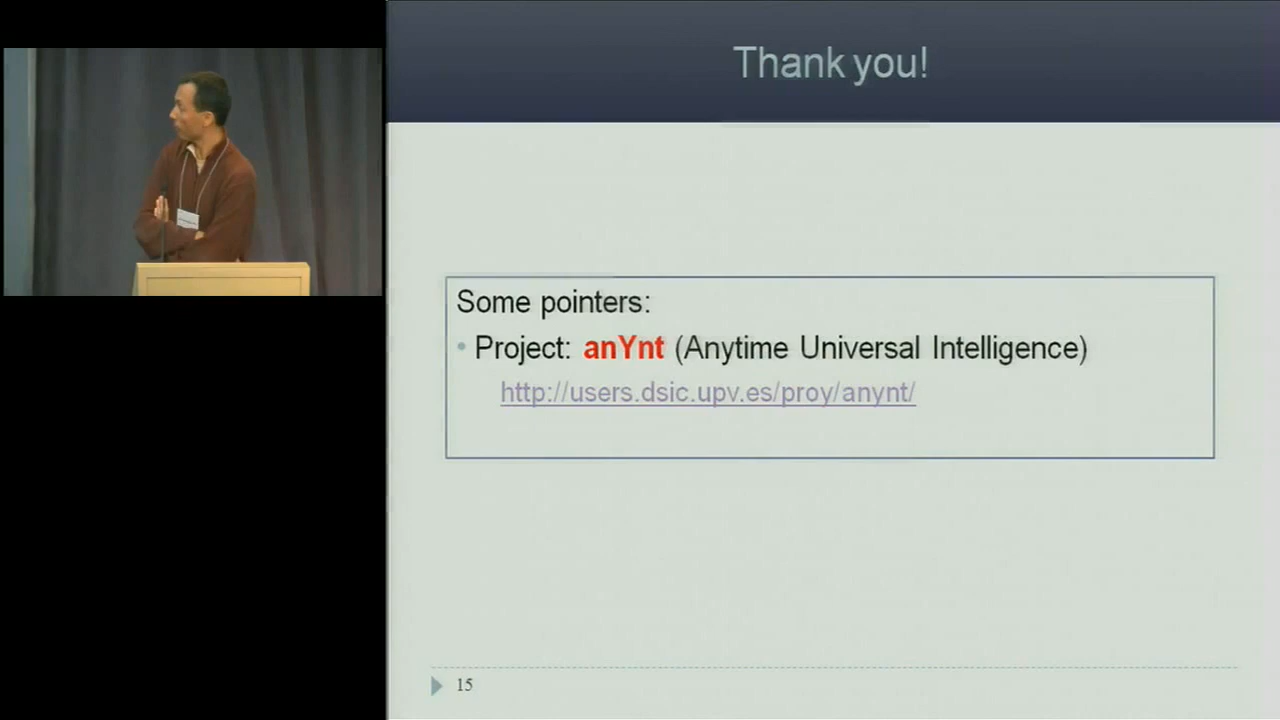 Thank you!
Some pointers:
• Project: anYnt (Anytime Universal Intelligence)
http://users.dsic.upv.es/proy/anynt/
15